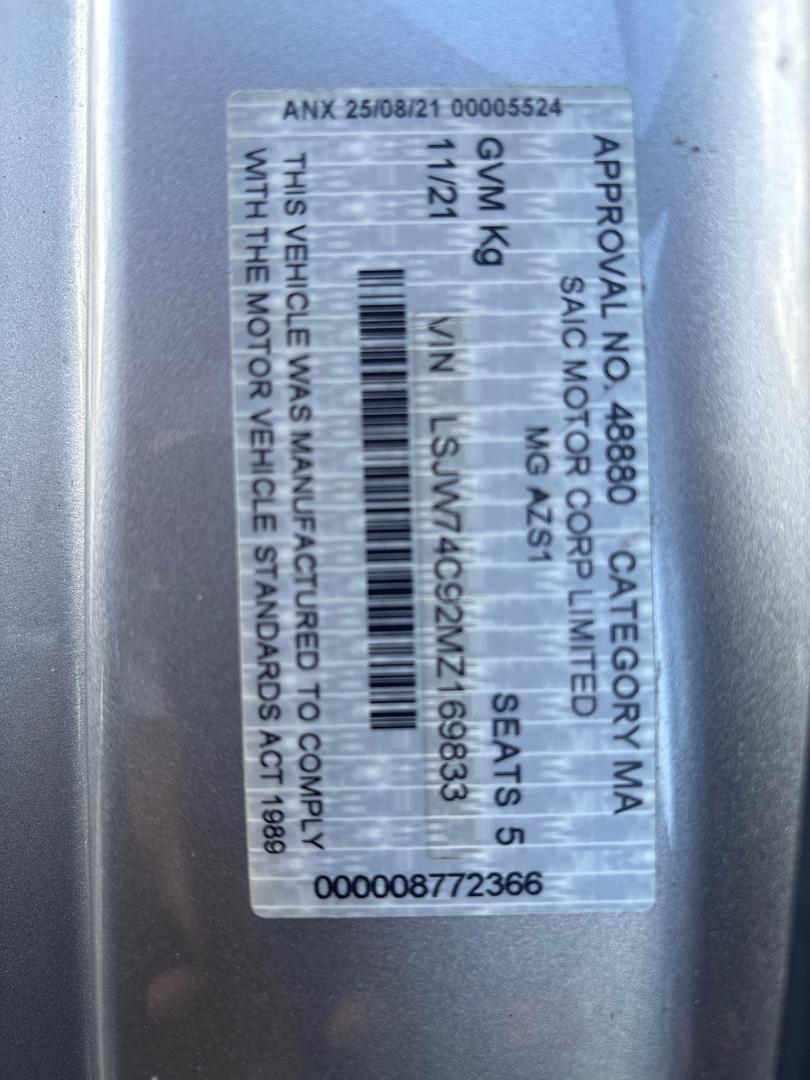 ANX 25/08/21 00005524
APPROVAL NO. 48880 CATEGORY MA
SAIC MOTOR CORP LIMITED
MG AZS1
GVM Kg SEATS 5
11/21 VIN LSJW74C92MZ169833
THIS VEHICLE WAS MANUFACTURED TO COMPLY
WITH THE MOTOR VEHICLE STANDARDS ACT 1989
000008772366